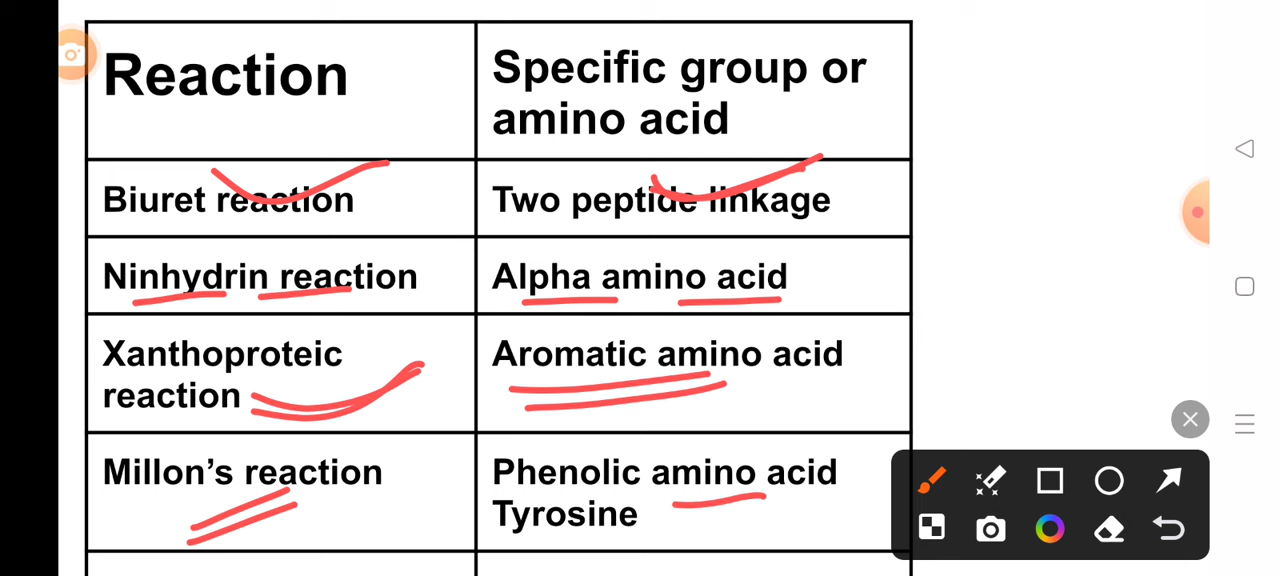 Reaction
Specific group or
amino acid
Biuret reaction
Two peptide linkage
Ninhydrin reaction
Alpha amino acid
Xanthoproteic
reaction
Aromatic amino acid
Millon’s reaction
Phenolic amino acid
Tyrosine